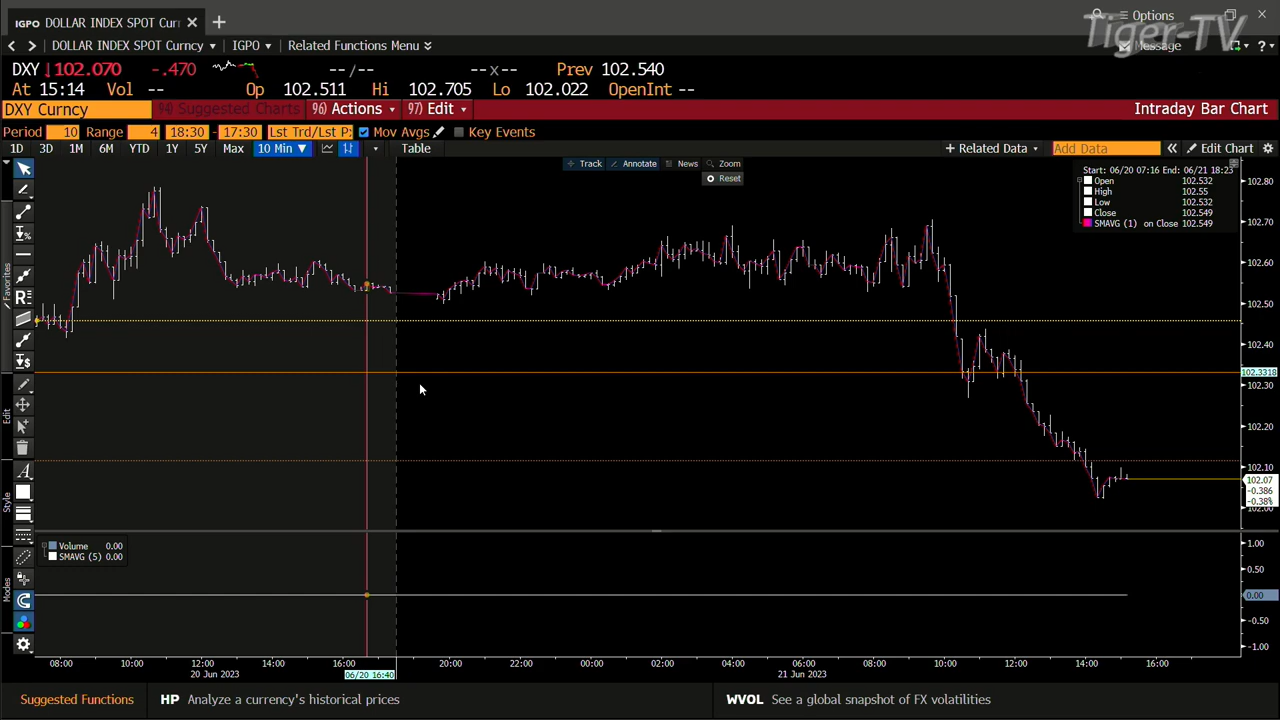 IGPO DOLLAR INDEX SPOT Curr
Options
Tiger-TV
DOLLAR INDEX SPOT Curncy IGPO Related Functions Menu
Message
DXY ↓102.070 -.470 --/-- --x-- Prev 102.540
At 15:14 Vol -- Op 102.511 Hi 102.705 Lo 102.022 OpenInt --
DXY Curncy 96) Suggested Charts 96) Actions 97) Edit Intraday Bar Chart
Period 10 Range 4 18:30 - 17:30 Lst Trd/Lst P Mov Avgs Key Events
1D 3D 1M 6M YTD 1Y 5Y Max 10 Min Table + Related Data Add Data « Edit Chart
Track Annotate News Zoom
Reset
Start: 06/20 07:16 End: 06/21 18:23
Open 102.532
High 102.55
Low 102.532
Close 102.549
SMAVG (1) on Close 102.549
102.80
102.70
102.60
102.50
102.40
102.3318
102.30
102.20
102.10
102.07
-0.386
-0.38%
102.00
Favorites
Edit
Style
Modes
Volume 0.00
SMAVG (5) 0.00
1.00
0.50
0.00
-0.50
-1.00
08:00 10:00 12:00 14:00 16:00 20:00 22:00 00:00 02:00 04:00 06:00 08:00 10:00 12:00 14:00 16:00
20 Jun 2023 06/20 16:40 21 Jun 2023
Suggested Functions HP Analyze a currency's historical prices WVOL See a global snapshot of FX volatilities